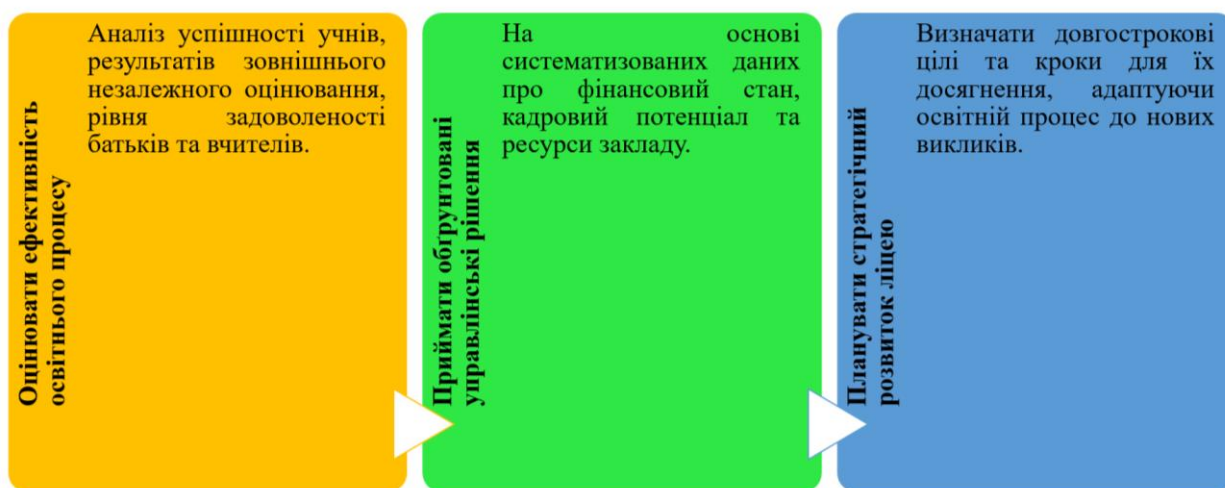 Оцінювати ефективність
освітнього процесу
Аналіз успішності учнів,
результатів зовнішнього
незалежного оцінювання,
рівня задоволеності
батьків та вчителів.
Приймати обґрунтовані
управлінські рішення
На основі
систематизованих даних
про фінансовий стан,
кадровий потенціал та
ресурси закладу.
Планувати стратегічний
розвиток ліцею
Визначати довгострокові
цілі та кроки для їх
досягнення, адаптуючи
освітній процес до нових
викликів.